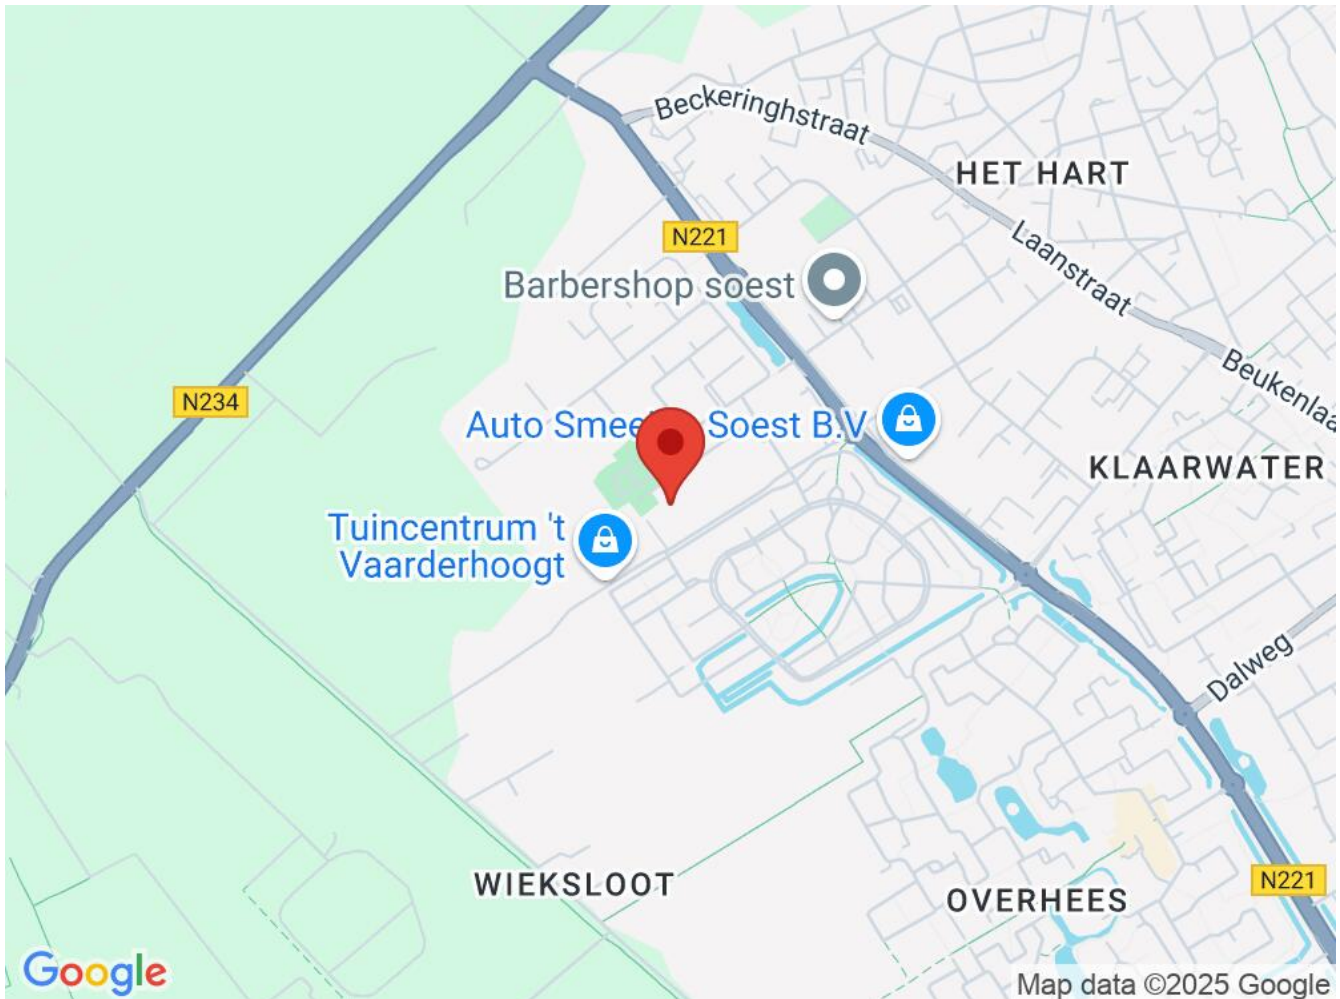 Beckeringhstraat
HET HART
N221
Laanstraat
Barbershop soest
Beukenlaa
N234
Auto Smee Soest B.V
KLAARWATER
Tuincentrum 't
Vaarderhoogt
Dalweg
WIEKSLOOT
OVERHEES
N221
Google
Map data ©2025 Google